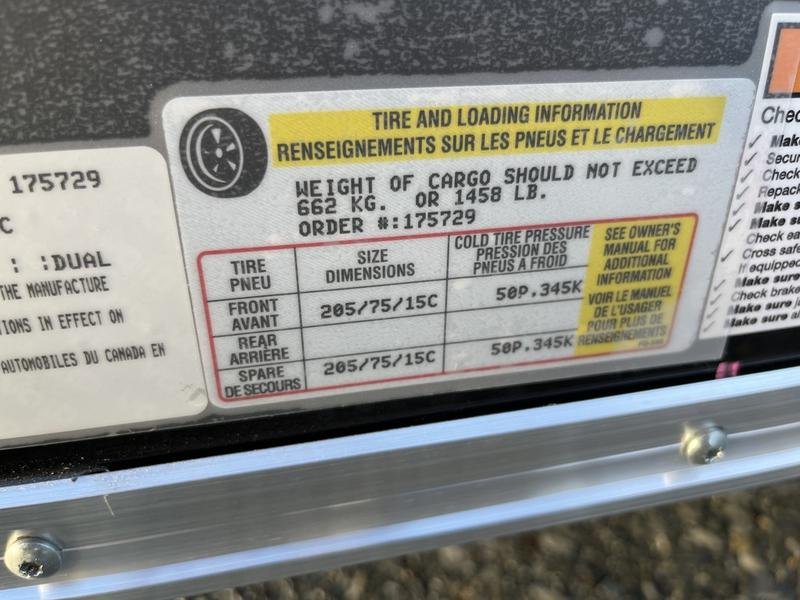 TIRE AND LOADING INFORMATION
RENSEIGNEMENTS SUR LES PNEUS ET LE CHARGEMENT
WEIGHT OF CARGO SHOULD NOT EXCEED
662 KG. OR 1458 LB.
ORDER #:175729
TIRE
PNEU
SIZE
DIMENSIONS
COLD TIRE PRESSURE
PRESSION DES
PNEUS A FROID
SEE OWNER'S
MANUAL FOR
ADDITIONAL
INFORMATION
VOIR LE MANUEL
DE L'USAGER
POUR PLUS DE
RENSEIGNEMENTS
FRONT
AVANT
205/75/15C
50P.345K
REAR
ARRIÈRE
SPARE
DE SECOURS
205/75/15C
50P.345K
175729
C
: :DUAL
THE MANUFACTURE
IONS IN EFFECT ON
AUTOMOBILES DU CANADA EN
Chec
Mak
Secur
Check
Repac
Make s
Make su
Check ea
Cross safe
If equipped
Make sure
Check brake
Make sure j
Make sure al